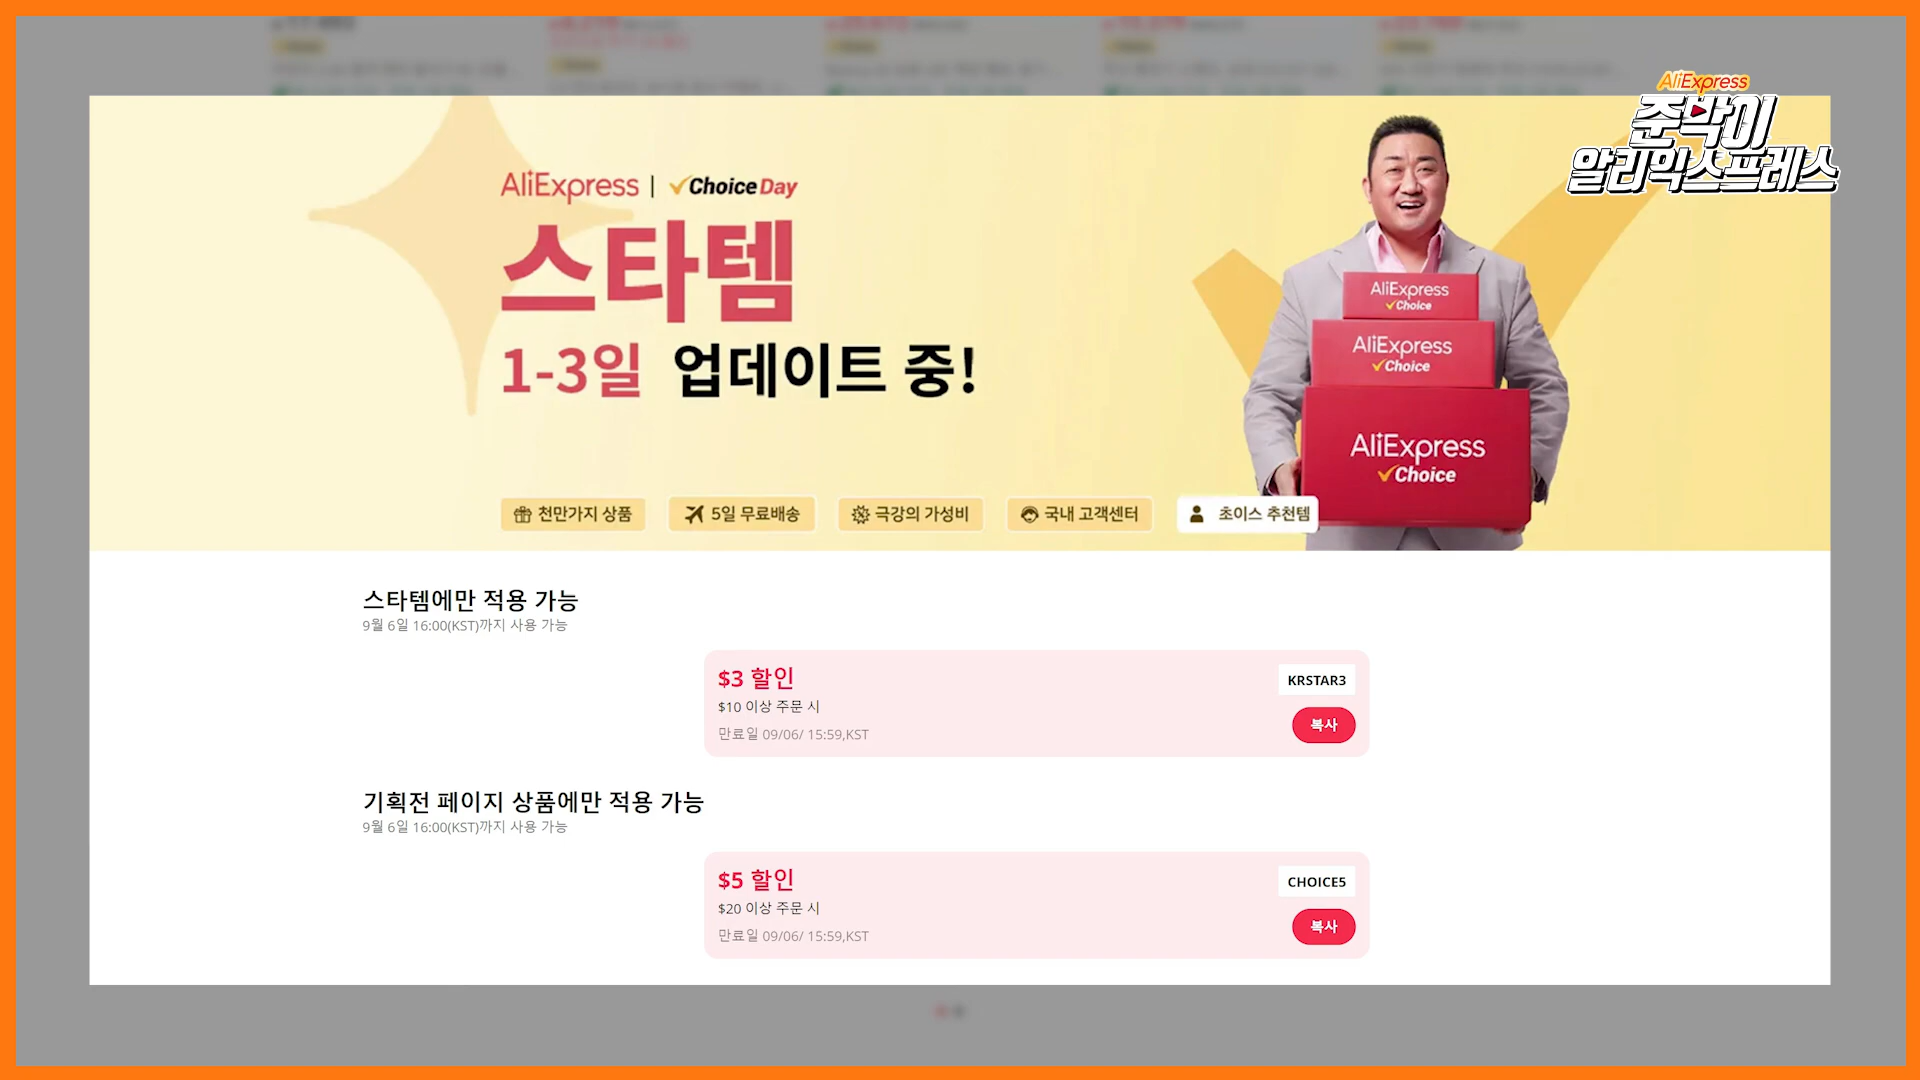 AliExpress
준박이
알리익스프레스
AliExpress | Choice Day
스타템
1-3일 업데이트 중!
AliExpress
Choice
AliExpress
Choice
AliExpress
Choice
천만가지 상품
5일 무료배송
극강의 가성비
국내 고객센터
초이스 추천템
스타템에만 적용 가능
9월 6일 16:00(KST)까지 사용 가능
$3 할인
KRSTAR3
$10 이상 주문 시
복사
만료일 09/06/ 15:59,KST
기획전 페이지 상품에만 적용 가능
9월 6일 16:00(KST)까지 사용 가능
$5 할인
CHOICE5
$20 이상 주문 시
복사
만료일 09/06/ 15:59,KST